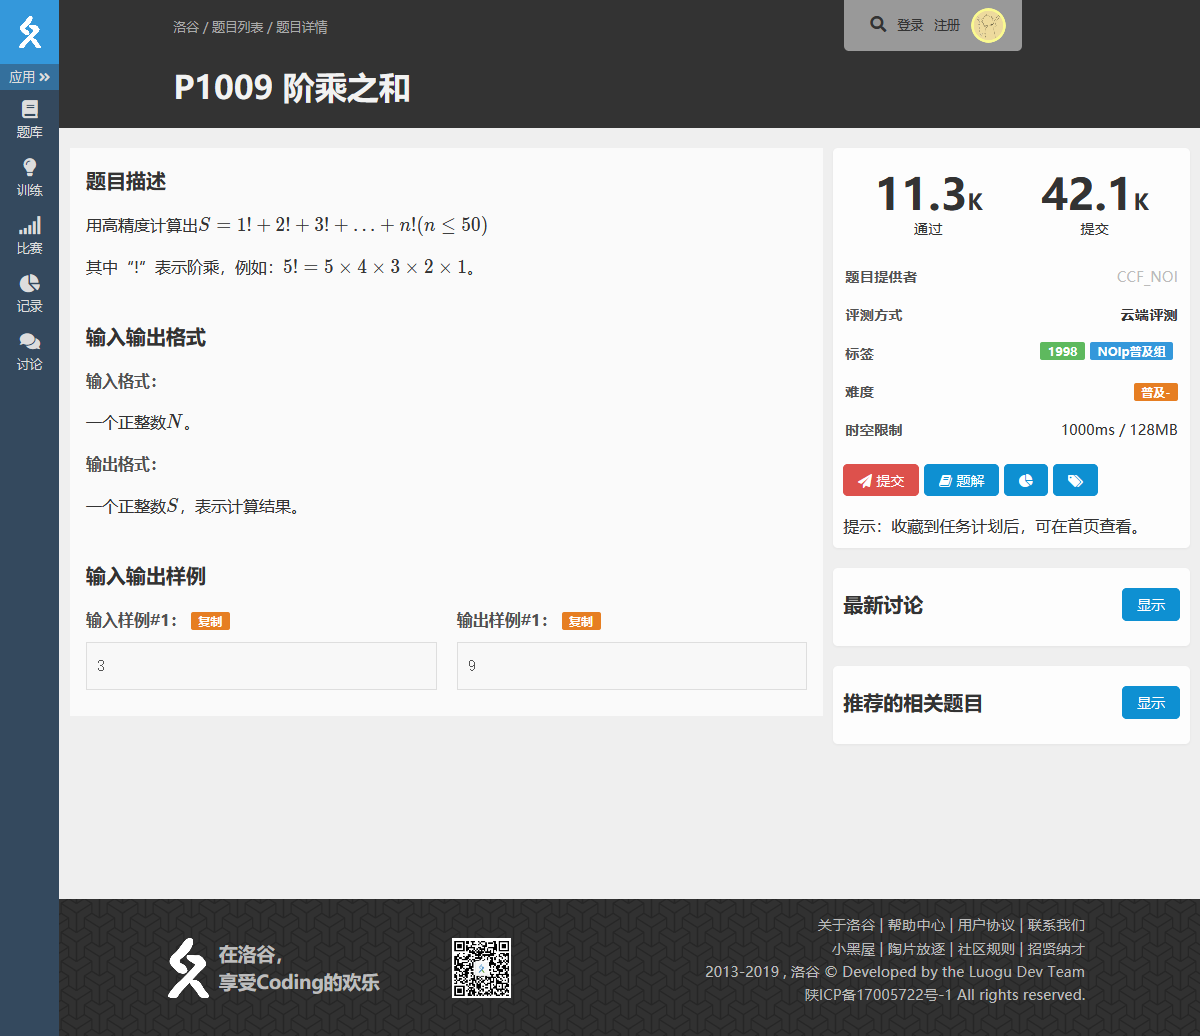 洛谷 / 题目列表 / 题目详情
登录 注册
P1009 阶乘之和
应用
题库
训练
比赛
记录
讨论
题目描述
用高精度计算出S = 1! + 2! + 3! + … + n!(n ≤ 50)
其中“!”表示阶乘，例如：5! = 5 × 4 × 3 × 2 × 1。
输入输出格式
输入格式：
一个正整数N。
输出格式：
一个正整数S，表示计算结果。
输入输出样例
输入样例#1： 复制
3
输出样例#1： 复制
9
11.3K
通过
42.1K
提交
题目提供者 CCF_NOI
评测方式 云端评测
标签 1998 NOIp普及组
难度 普及-
时空限制 1000ms / 128MB
提交 题解
提示：收藏到任务计划后，可在首页查看。
最新讨论 显示
推荐的相关题目 显示
在洛谷，
享受Coding的欢乐
关于洛谷 | 帮助中心 | 用户协议 | 联系我们
小黑屋 | 陶片放逐 | 社区规则 | 招贤纳才
2013-2019 , 洛谷 © Developed by the Luogu Dev Team
陕ICP备17005722号-1 All rights reserved.